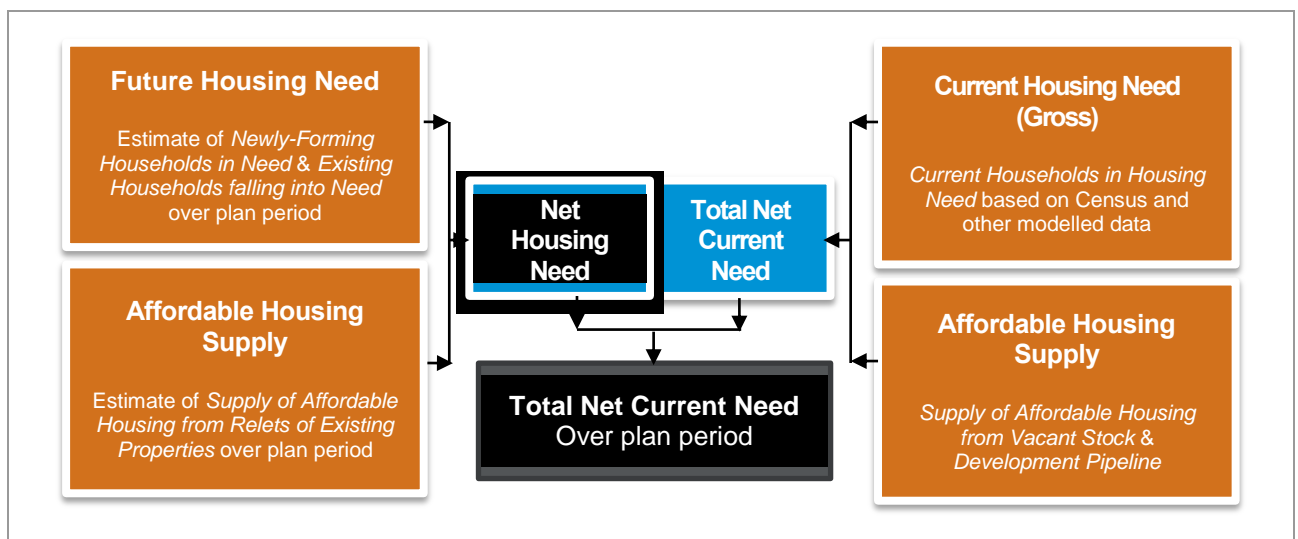 Future Housing Need
Estimate of Newly-Forming
Households in Need & Existing
Households falling into Need
over plan period
Affordable Housing
Supply
Estimate of Supply of Affordable
Housing from Relets of Existing
Properties over plan period
Net
Housing
Need
Total Net
Current
Need
Total Net Current Need
Over plan period
Current Housing Need
(Gross)
Current Households in Housing
Need based on Census and
other modelled data
Affordable Housing
Supply
Supply of Affordable Housing
from Vacant Stock &
Development Pipeline